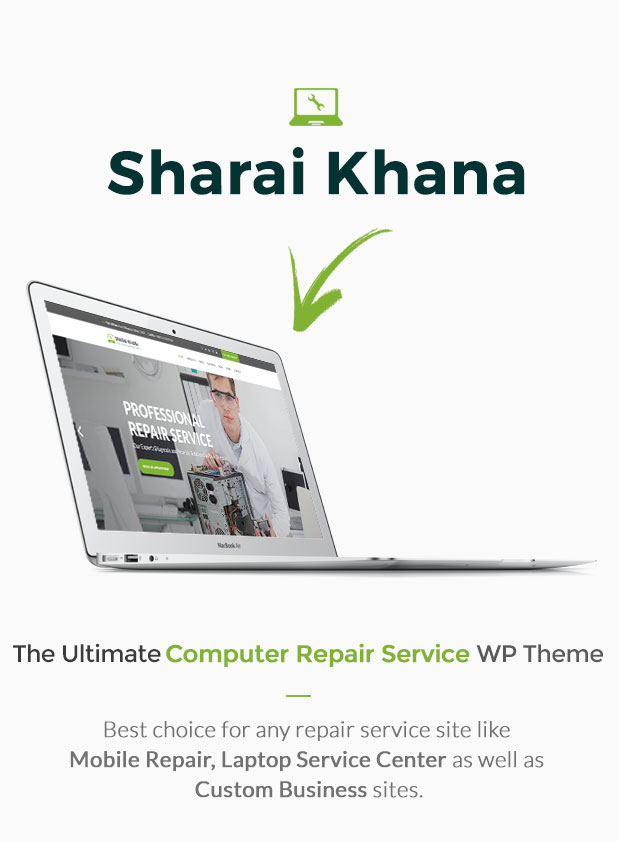 Sharai Khana
PROFESSIONAL
REPAIR SERVICE
MacBook Air
The Ultimate Computer Repair Service WP Theme
Best choice for any repair service site like
Mobile Repair, Laptop Service Center as well as
Custom Business sites.